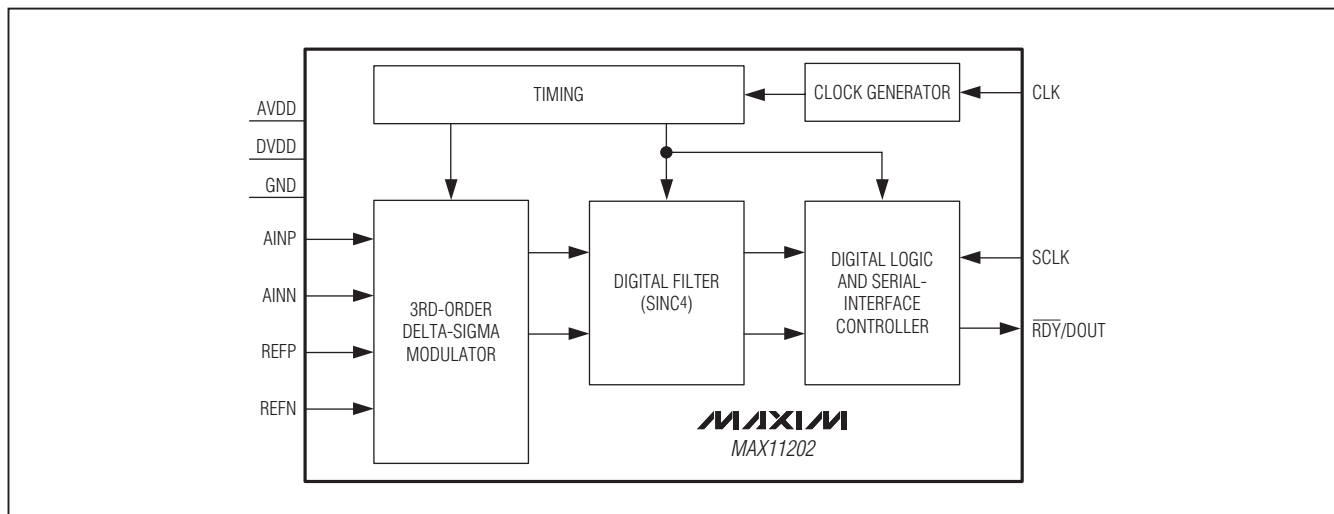 TIMING
CLOCK GENERATOR
CLK
AVDD
DVDD
GND
AINP
AINN
REFP
REFN
3RD-ORDER
DELTA-SIGMA
MODULATOR
DIGITAL FILTER
(SINC4)
DIGITAL LOGIC
AND SERIAL-
INTERFACE
CONTROLLER
SCLK
RDY/DOUT
MAXIM
MAX11202